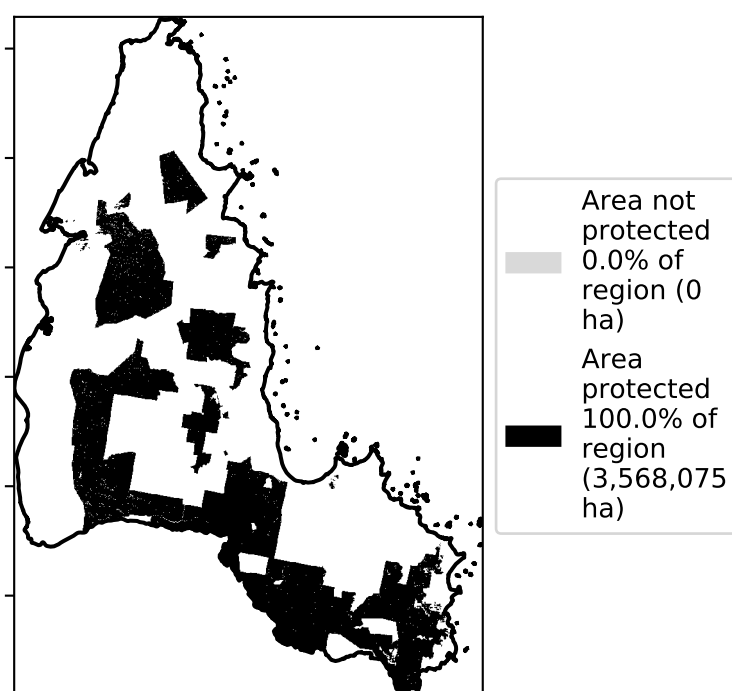 Area not
protected
0.0% of
region (0
ha)
Area
protected
100.0% of
region
(3,568,075
ha)